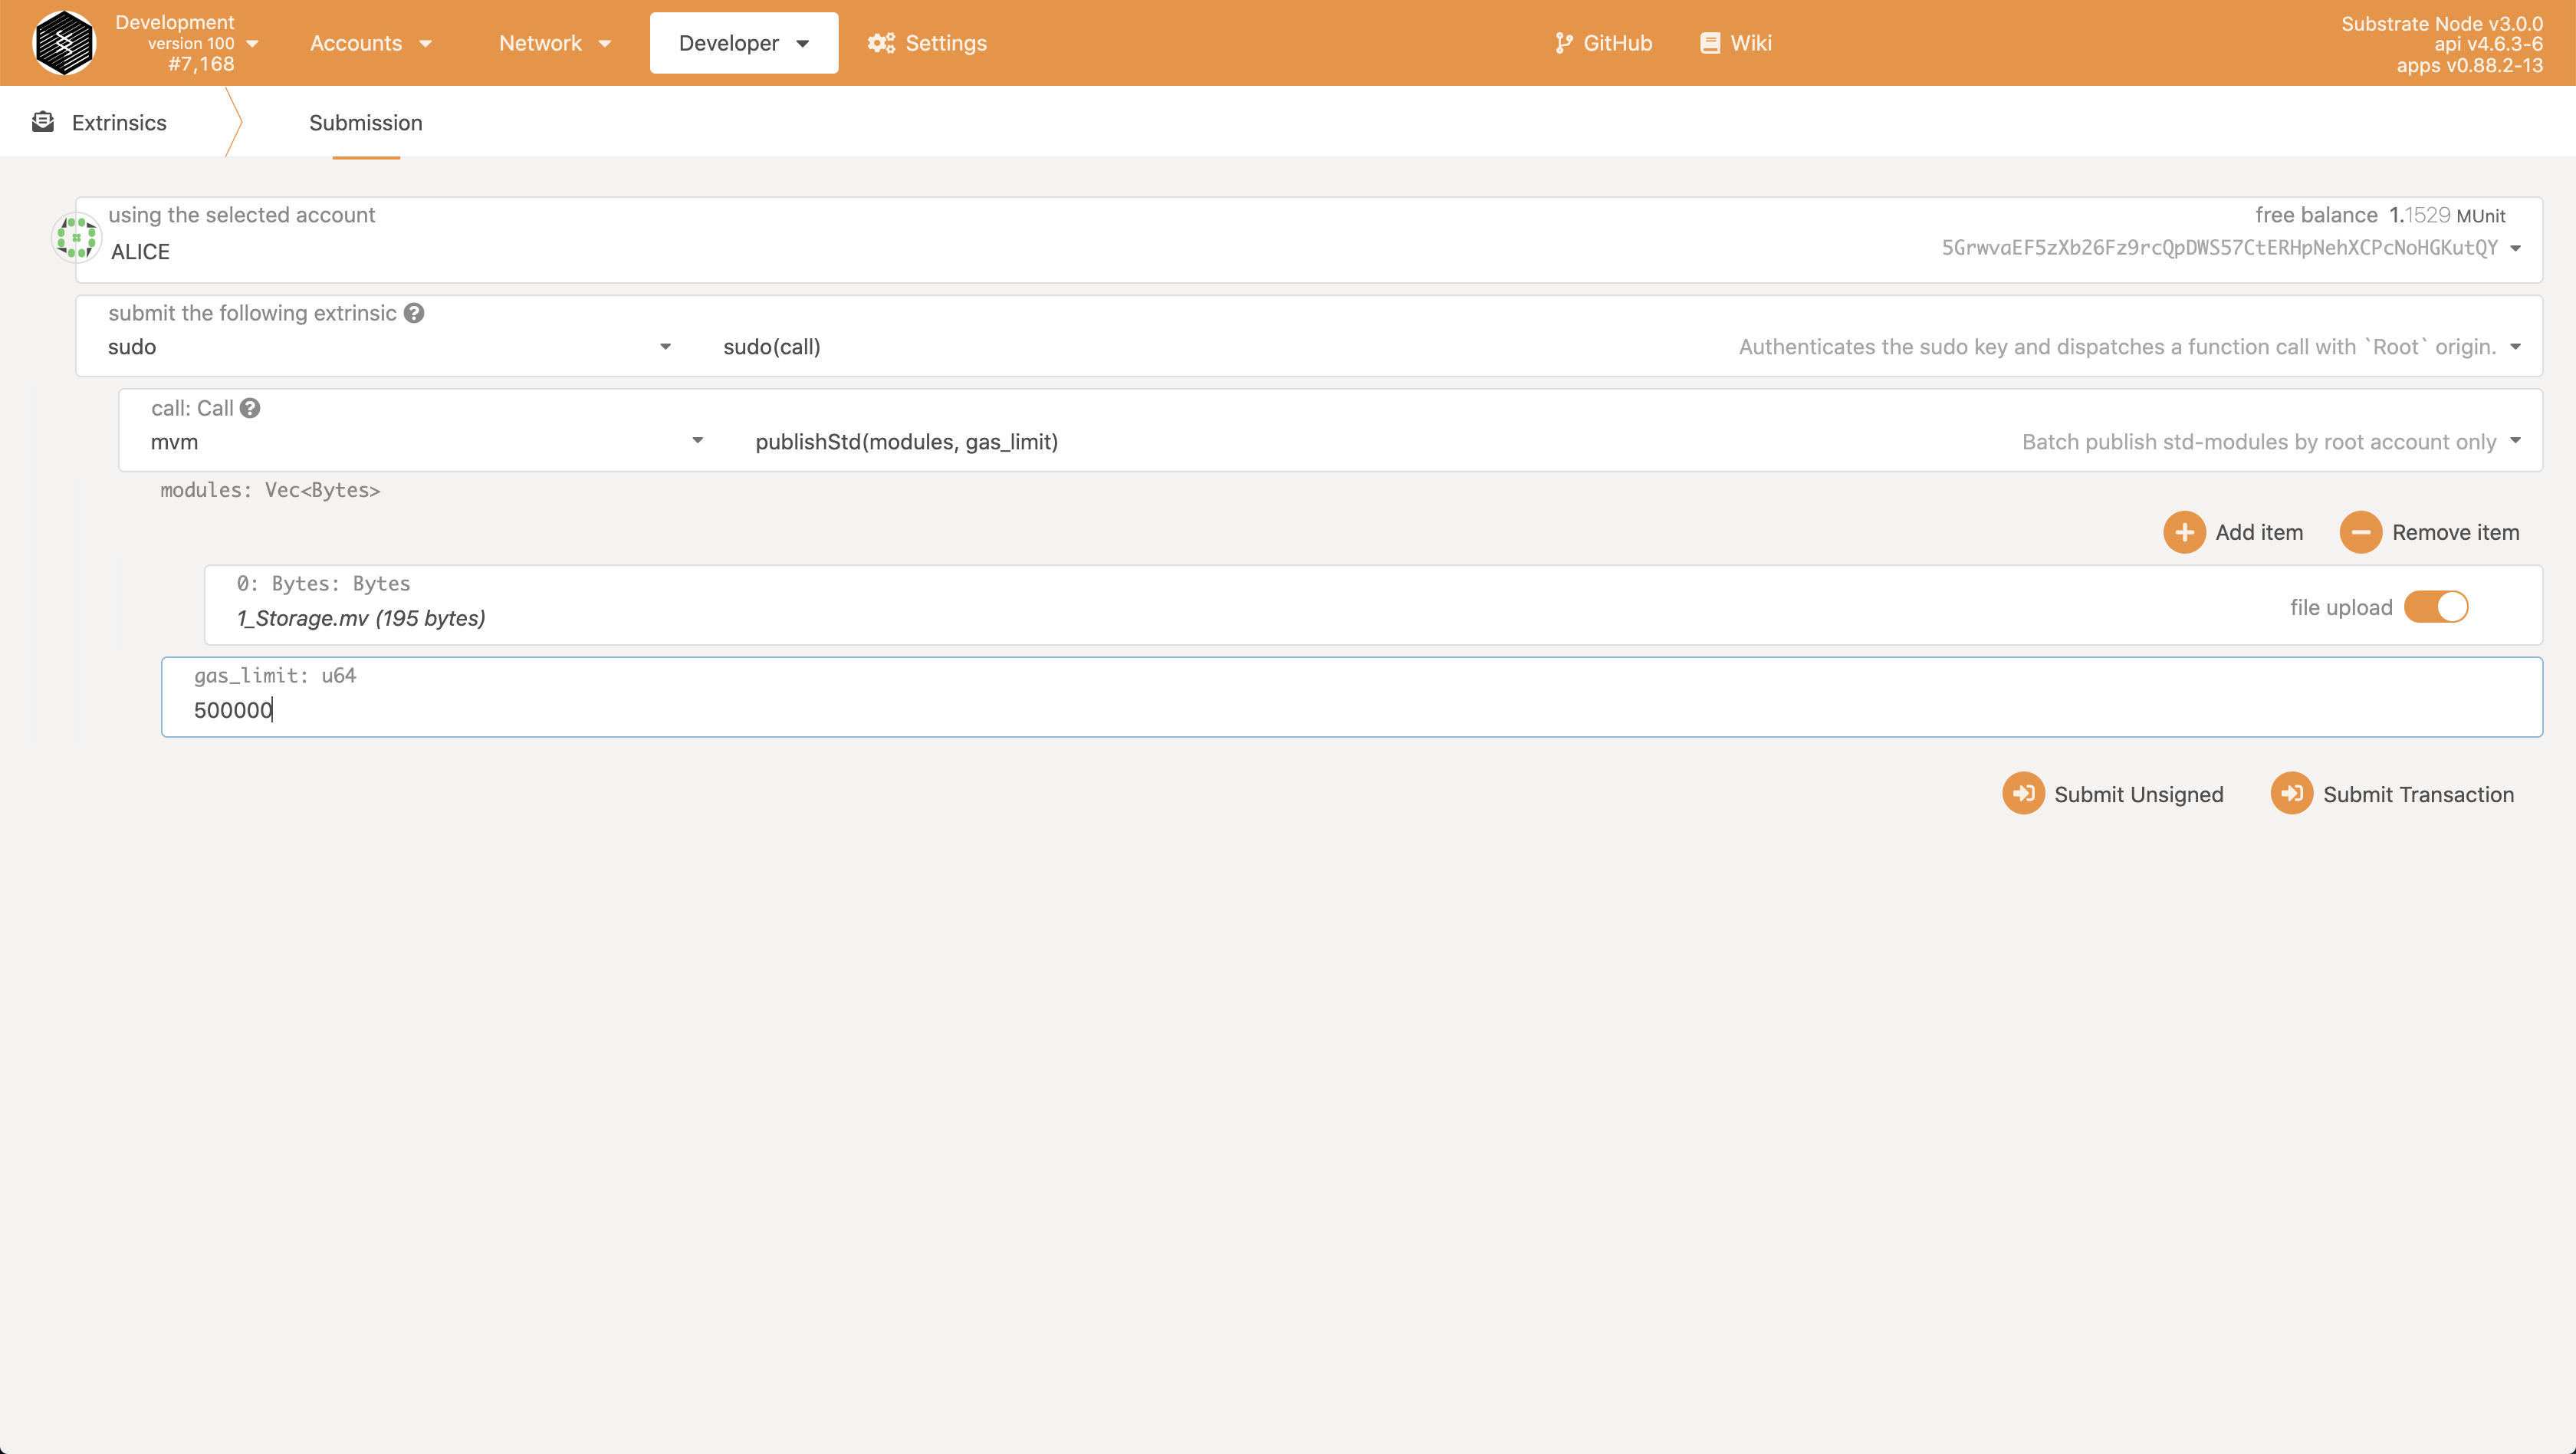 Development
version 100
#7,168
Accounts
Network
Developer
Settings
GitHub
Wiki
Substrate Node v3.0.0
api v4.6.3-6
apps v0.88.2-13
Extrinsics
Submission
using the selected account
free balance 1.1529 MUnit
ALICE
5GrwvaEF5zXb26Fz9rcQpDWS57CtERHpNehXCPcNoHGKutQY
submit the following extrinsic
sudo
sudo(call)
Authenticates the sudo key and dispatches a function call with `Root` origin.
call: Call
mvm
publishStd(modules, gas_limit)
Batch publish std-modules by root account only
modules: Vec<Bytes>
Add item
Remove item
0: Bytes: Bytes
1_Storage.mv (195 bytes)
file upload
gas_limit: u64
500000
Submit Unsigned
Submit Transaction